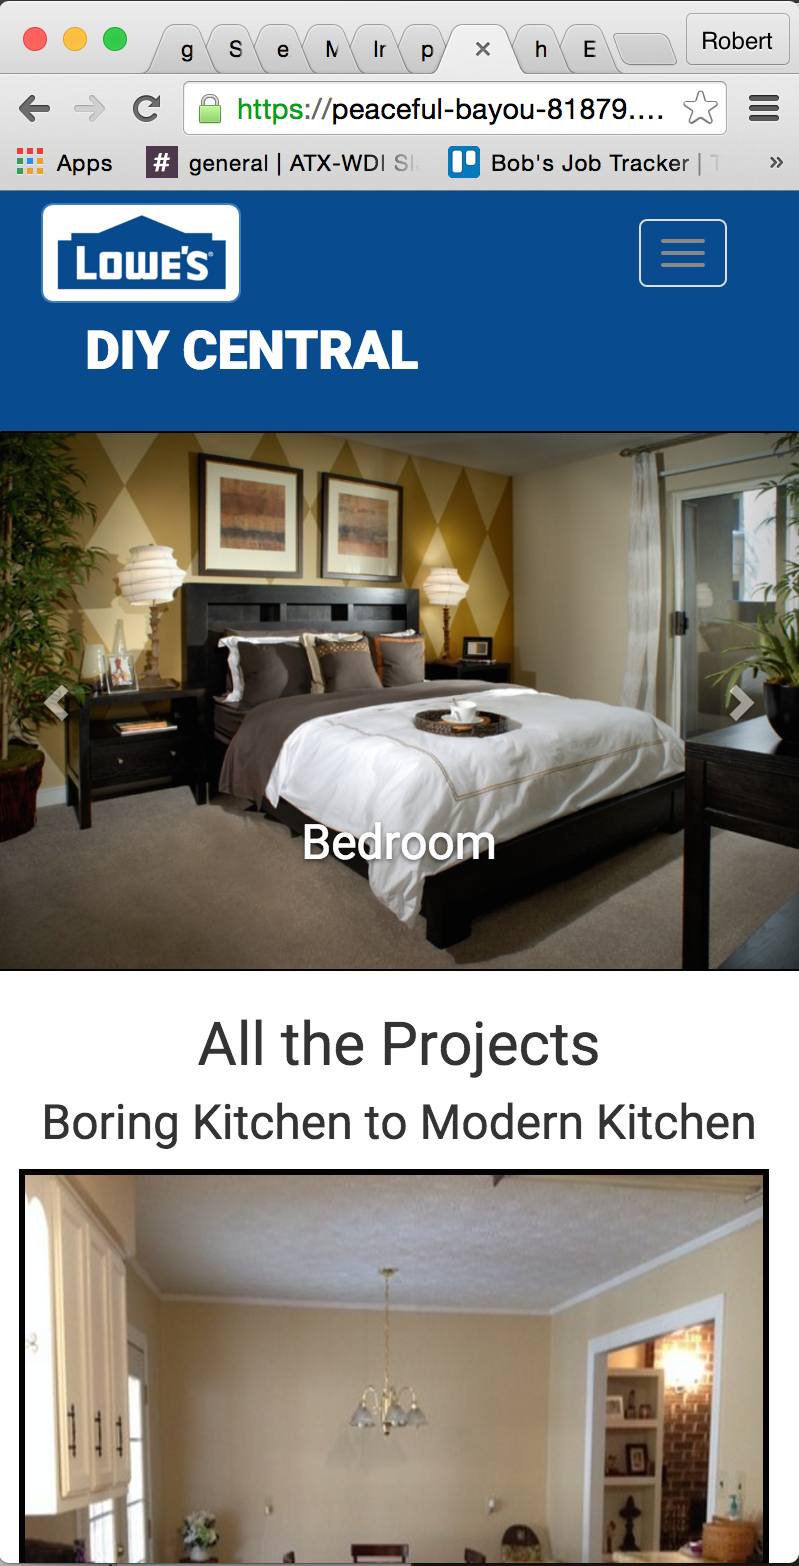 g S e M Ir p h E Robert
https://peaceful-bayou-81879....
Apps # general | ATX-WDI Sl Bob's Job Tracker | T »
LOWE'S
DIY CENTRAL
Bedroom
All the Projects
Boring Kitchen to Modern Kitchen